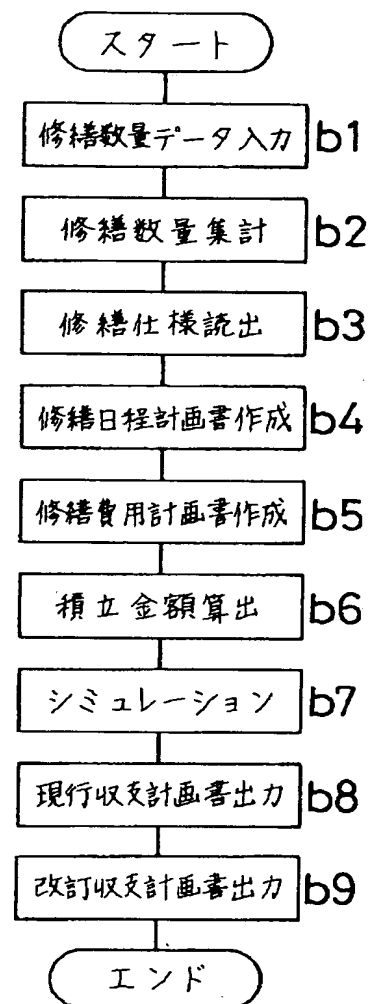 スタート
修繕数量データ入力 b1
修繕数量集計 b2
修繕仕様読出 b3
修繕日程計画書作成 b4
修繕費用計画書作成 b5
積立金額算出 b6
シミュレーション b7
現行収支計画書出力 b8
改訂収支計画書出力 b9
エンド